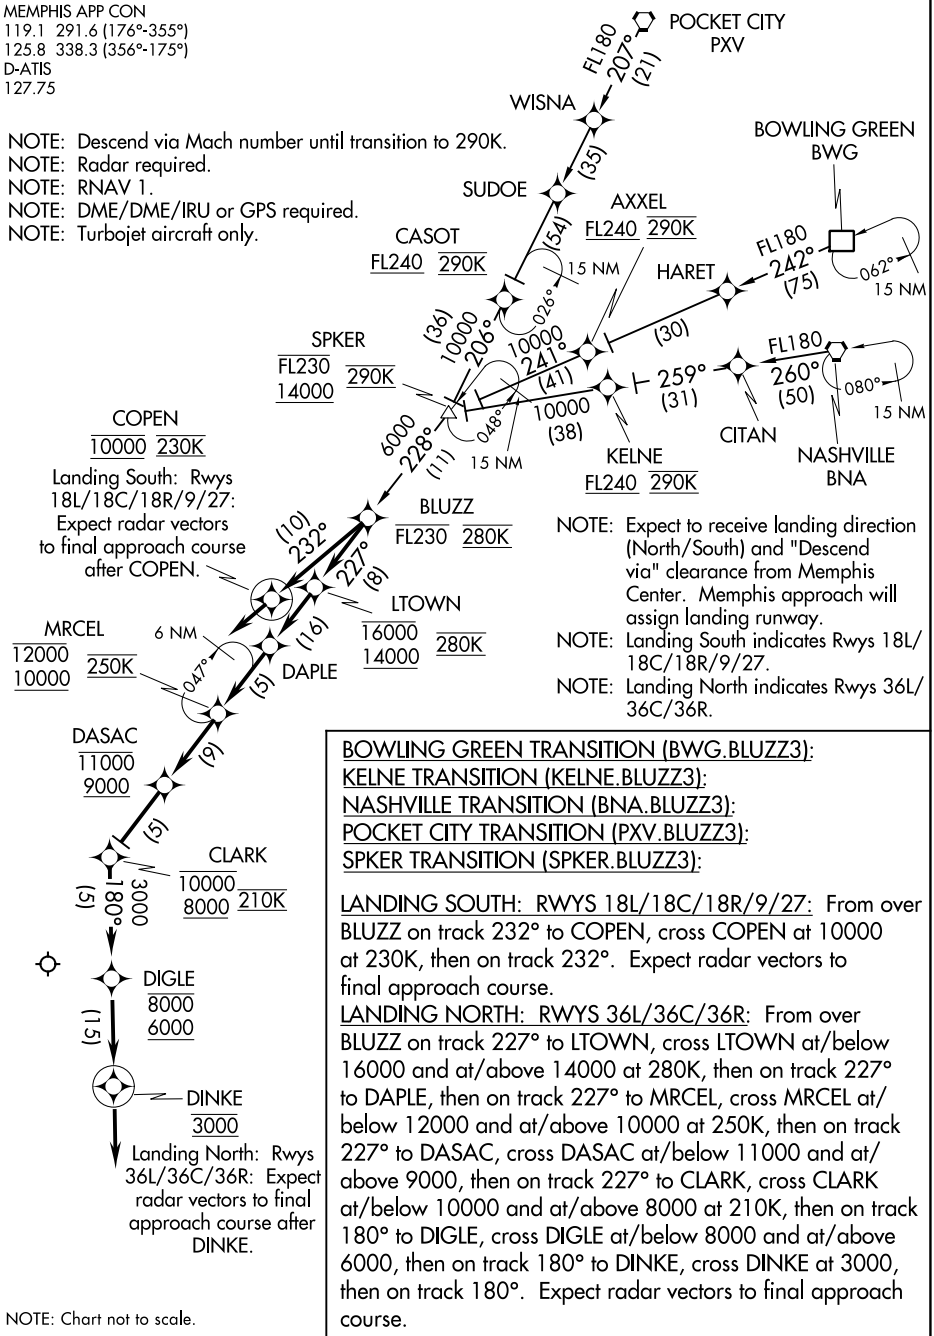 MEMPHIS APP CON
119.1 291.6 (176°-355°)
125.8 338.3 (356°-175°)
D-ATIS
127.75
NOTE: Descend via Mach number until transition to 290K.
NOTE: Radar required.
NOTE: RNAV 1.
NOTE: DME/DME/IRU or GPS required.
NOTE: Turbojet aircraft only.
POCKET CITY
PXV
FL180
207°
(21)
WISNA
(35)
SUDOE
(54)
BOWLING GREEN
BWG
AXXEL
FL240 290K
CASOT
FL240 290K
15 NM
026°
HARET
FL180
242°
(75)
062°
15 NM
(30)
(36)
10000
206°
10000
241°
(41)
SPKER
FL230
14000
290K
048°
15 NM
10000
(38)
259°
(31)
FL180
260°
(50)
080°
15 NM
CITAN
KELNE
FL240 290K
NASHVILLE
BNA
6000
228°
(11)
COPEN
10000 230K
Landing South: Rwys
18L/18C/18R/9/27:
Expect radar vectors
to final approach course
after COPEN.
BLUZZ
FL230 280K
(10)
232°
227°
(8)
LTOWN
16000
14000
280K
NOTE: Expect to receive landing direction
(North/South) and "Descend
via" clearance from Memphis
Center. Memphis approach will
assign landing runway.
NOTE: Landing South indicates Rwys 18L/
18C/18R/9/27.
NOTE: Landing North indicates Rwys 36L/
36C/36R.
MRCEL
12000
10000
250K
6 NM
047°
(16)
DAPLE
(5)
DASAC
11000
9000
(9)
(5)
CLARK
10000
8000
210K
3000
180°
(5)
DIGLE
8000
6000
(15)
DINKE
3000
Landing North: Rwys
36L/36C/36R: Expect
radar vectors to final
approach course after
DINKE.
BOWLING GREEN TRANSITION (BWG.BLUZZ3):
KELNE TRANSITION (KELNE.BLUZZ3):
NASHVILLE TRANSITION (BNA.BLUZZ3):
POCKET CITY TRANSITION (PXV.BLUZZ3):
SPKER TRANSITION (SPKER.BLUZZ3):
LANDING SOUTH: RWYS 18L/18C/18R/9/27: From over
BLUZZ on track 232° to COPEN, cross COPEN at 10000
at 230K, then on track 232°. Expect radar vectors to
final approach course.
LANDING NORTH: RWYS 36L/36C/36R: From over
BLUZZ on track 227° to LTOWN, cross LTOWN at/below
16000 and at/above 14000 at 280K, then on track 227°
to DAPLE, then on track 227° to MRCEL, cross MRCEL at/
below 12000 and at/above 10000 at 250K, then on track
227° to DASAC, cross DASAC at/below 11000 and at/
above 9000, then on track 227° to CLARK, cross CLARK
at/below 10000 and at/above 8000 at 210K, then on track
180° to DIGLE, cross DIGLE at/below 8000 and at/above
6000, then on track 180° to DINKE, cross DINKE at 3000,
then on track 180°. Expect radar vectors to final approach
course.
NOTE: Chart not to scale.